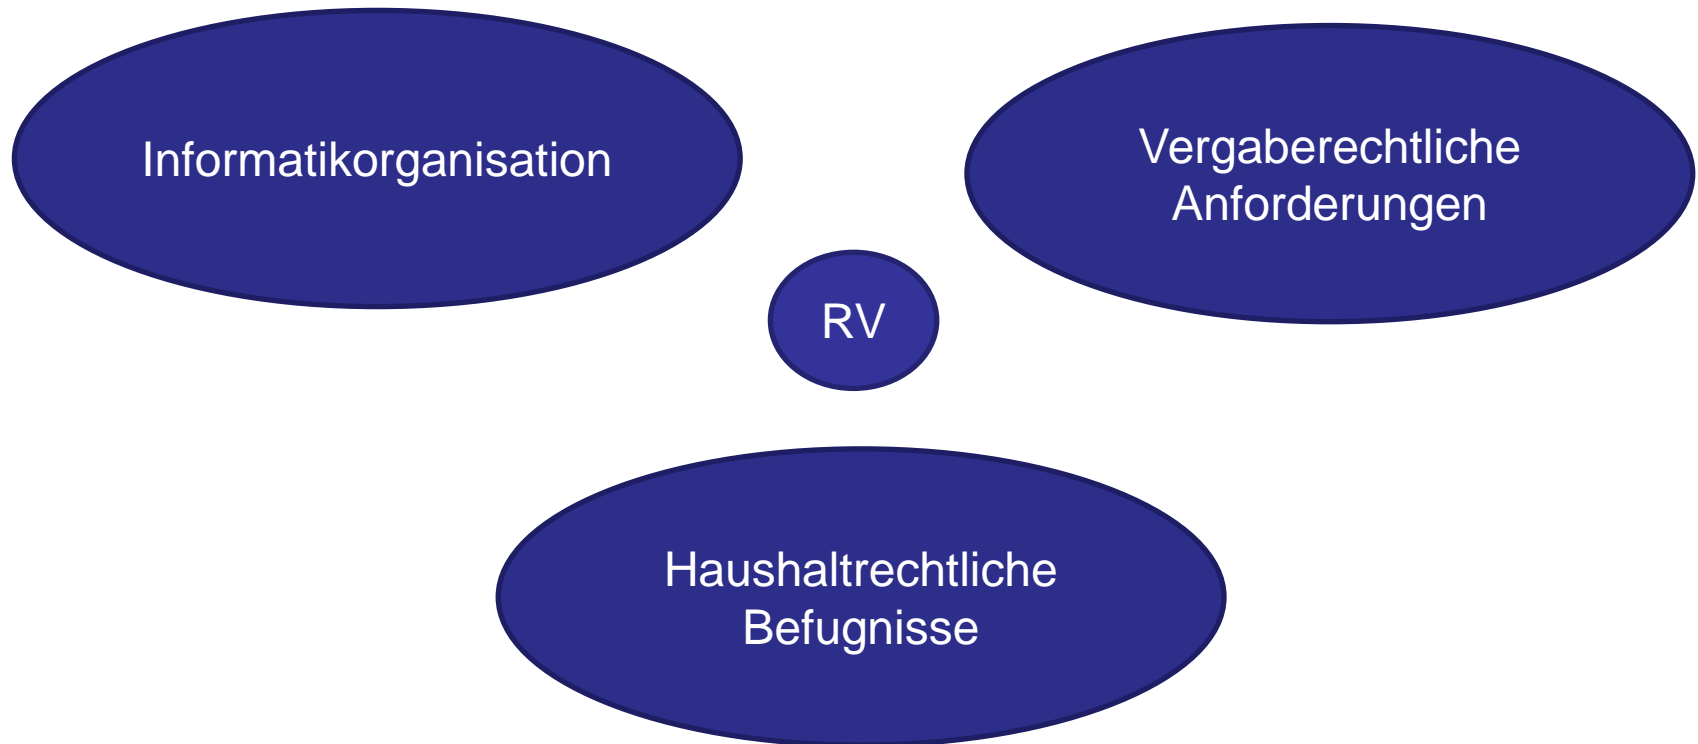 Informatikorganisation
Vergaberechtliche
Anforderungen
RV
Haushaltrechtliche
Befugnisse